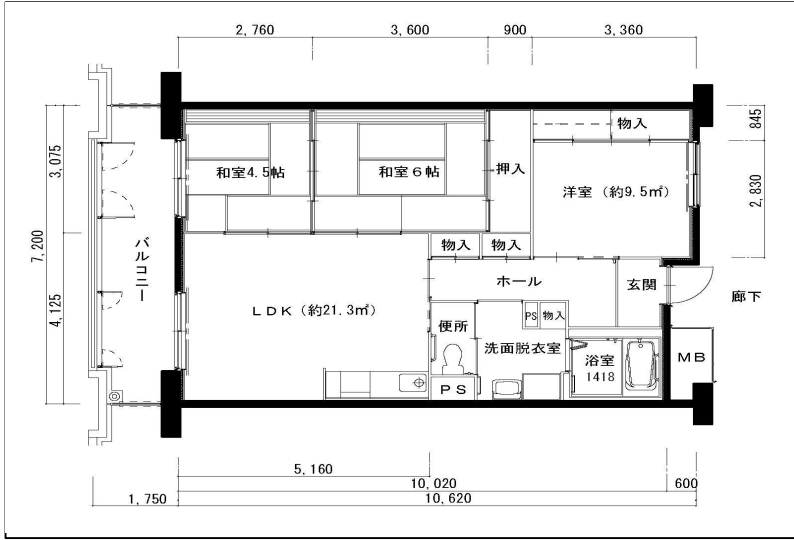 2,760
3,600
900
3,360
物入
845
和室4.5帖
和室6帖
押入
洋室(約9.5㎡)
2,830
3,075
7,200
4,125
バルコニー
物入
物入
ホール
玄関
廊下
LDK(約21.3㎡)
便所
PS
物入
洗面脱衣室
浴室
1418
MB
PS
5,160
10,020
600
1,750
10,620